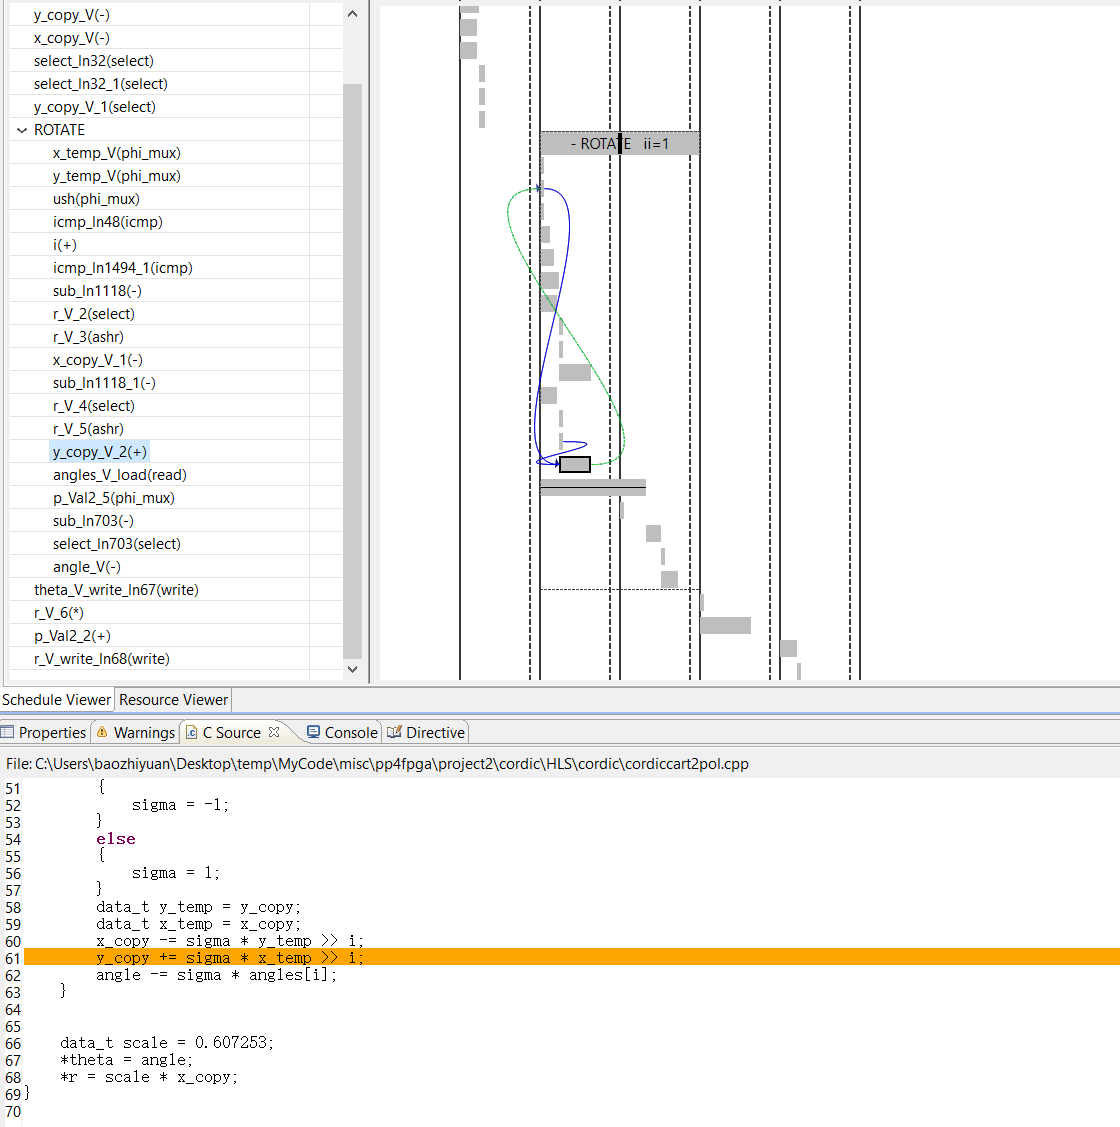 y_copy_V(-)
x_copy_V(-)
select_ln32(select)
select_ln32_1(select)
y_copy_V_1(select)
ROTATE
x_temp_V(phi_mux)
y_temp_V(phi_mux)
ush(phi_mux)
icmp_ln48(icmp)
i(+)
icmp_ln1494_1(icmp)
sub_ln1118(-)
r_V_2(select)
r_V_3(ashr)
x_copy_V_1(-)
sub_ln1118_1(-)
r_V_4(select)
r_V_5(ashr)
y_copy_V_2(+)
angles_V_load(read)
p_Val2_5(phi_mux)
sub_ln703(-)
select_ln703(select)
angle_V(-)
theta_V_write_ln67(write)
r_V_6(*)
p_Val2_2(+)
r_V_write_ln68(write)
- ROTATE ii=1
Schedule Viewer Resource Viewer
Properties Warnings C Source Console Directive
File: C:\Users\baozhiyuan\Desktop\temp\MyCode\misc\pp4fpga\project2\cordic\HLS\cordic\cordiccart2pol.cpp
51 {
52 sigma = -1;
53 }
54 else
55 {
56 sigma = 1;
57 }
58 data_t y_temp = y_copy;
59 data_t x_temp = x_copy;
60 x_copy -= sigma * y_temp >> i;
61 y_copy += sigma * x_temp >> i;
62 angle -= sigma * angles[i];
63 }
64
65
66 data_t scale = 0.607253;
67 *theta = angle;
68 *r = scale * x_copy;
69 }
70